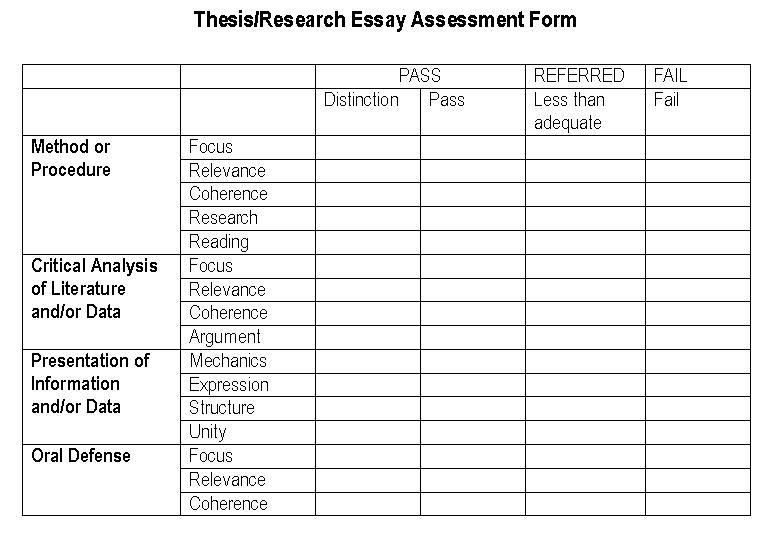 Thesis/Research Essay Assessment Form
PASS REFERRED FAIL
Distinction Pass Less than adequate Fail
Method or Procedure
Focus
Relevance
Coherence
Research
Reading
Critical Analysis of Literature and/or Data
Focus
Relevance
Coherence
Argument
Presentation of Information and/or Data
Mechanics
Expression
Structure
Unity
Oral Defense
Focus
Relevance
Coherence